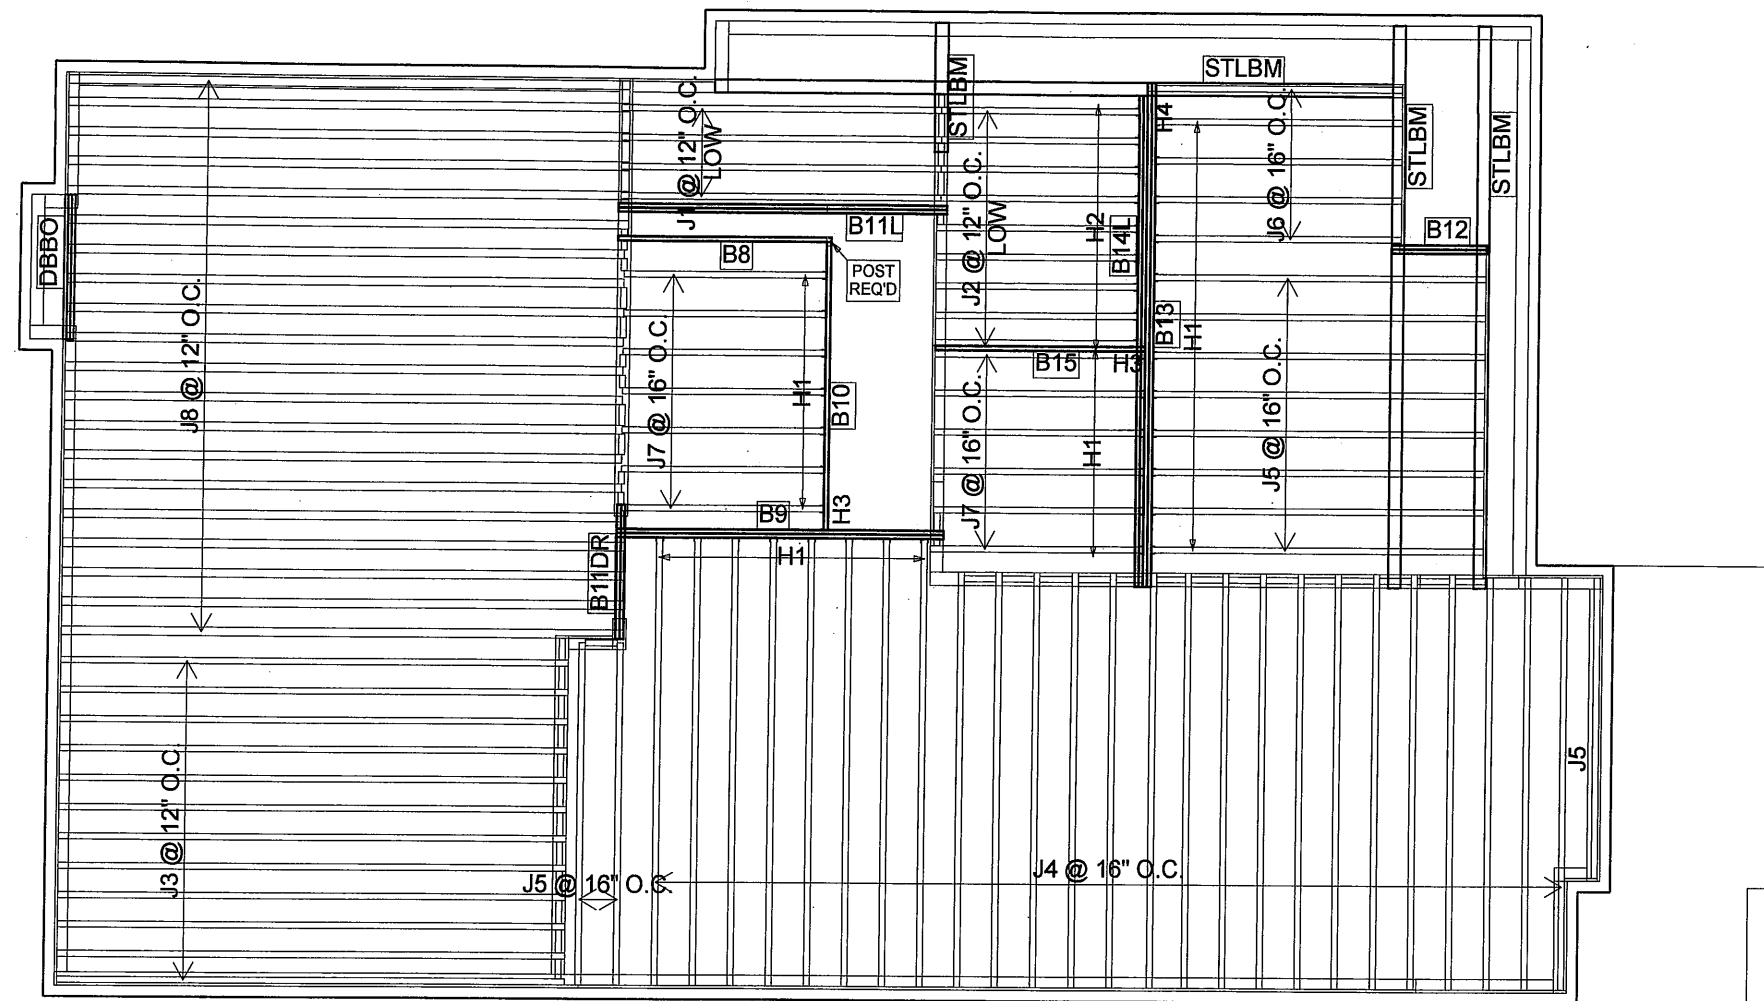 STLBM
STLBM
J1 @ 12" O.C.
LOW
H4
J6 @ 16" O.C.
STLBM
STLBM
DBBO
J8 @ 12" O.C.
B11L
B8
POST
REQ'D
J2 @ 12" O.C.
LOW
H2
B14L
B12
B13
H1
J7 @ 16" O.C.
H1
B10
B15
H3
J7 @ 16" O.C.
H1
J5 @ 16" O.C.
B9
H3
B11DR
H1
J3 @ 12" O.C.
J5 @ 16" O.C.
J4 @ 16" O.C.
J5